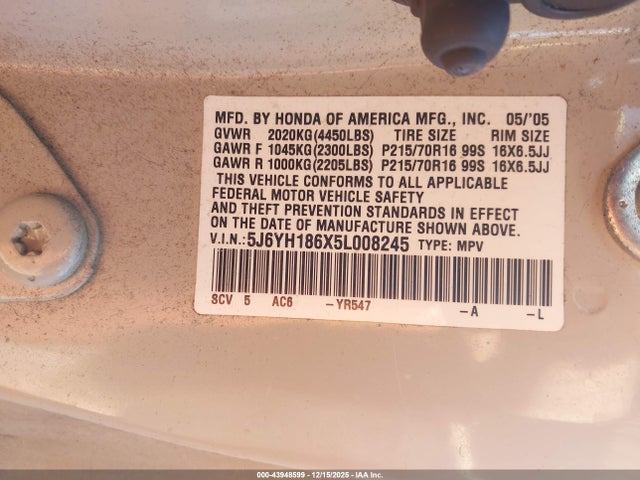 MFD. BY HONDA OF AMERICA MFG., INC. 05/'05
GVWR 2020KG(4450LBS) TIRE SIZE RIM SIZE
GAWR F 1045KG(2300LBS) P215/70R16 99S 16X6.5JJ
GAWR R 1000KG(2205LBS) P215/70R16 99S 16X6.5JJ
THIS VEHICLE CONFORMS TO ALL APPLICABLE
FEDERAL MOTOR VEHICLE SAFETY
AND THEFT PREVENTION STANDARDS IN EFFECT
ON THE DATE OF MANUFACTURE SHOWN ABOVE.
V.I.N.:5J6YH186X5L008245 TYPE: MPV
SCV 5 AC6 -YR547 -A -L
000-43948599 - 12/15/2025 - IAA Inc.